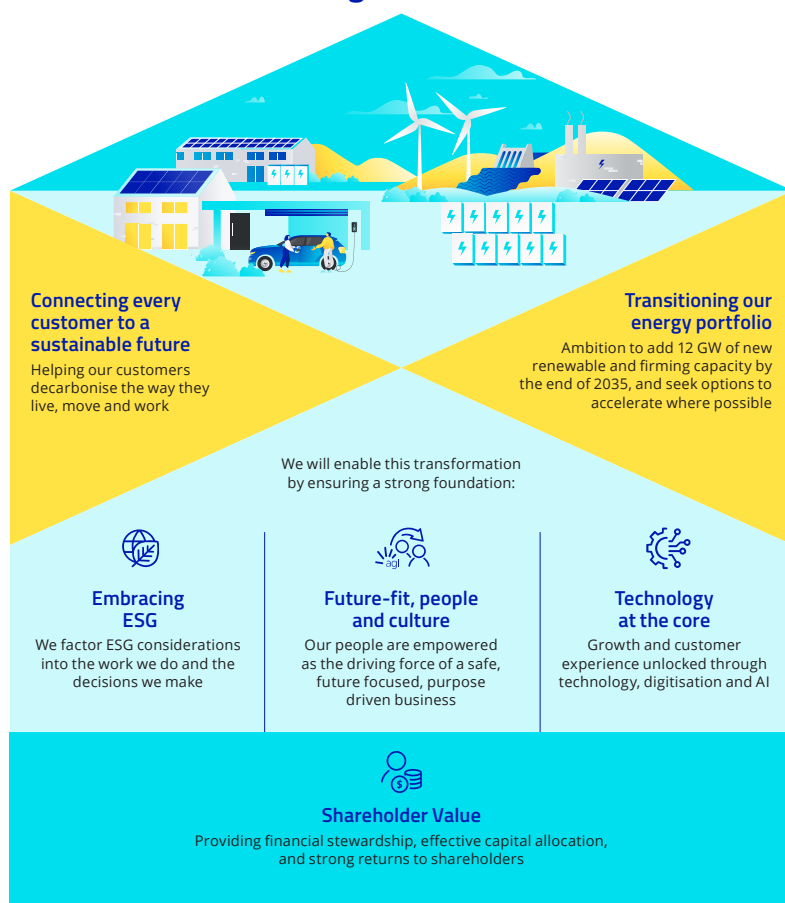 Connecting every
customer to a
sustainable future
Helping our customers
decarbonise the way they
live, move and work
Transitioning our
energy portfolio
Ambition to add 12 GW of new
renewable and firming capacity by
the end of 2035, and seek options to
accelerate where possible
We will enable this transformation
by ensuring a strong foundation:
agl
Embracing
ESG
We factor ESG considerations
into the work we do and the
decisions we make
Future-fit, people
and culture
Our people are empowered
as the driving force of a safe,
future focused, purpose
driven business
Technology
at the core
Growth and customer
experience unlocked through
technology, digitisation and AI
$
Shareholder Value
Providing financial stewardship, effective capital allocation,
and strong returns to shareholders